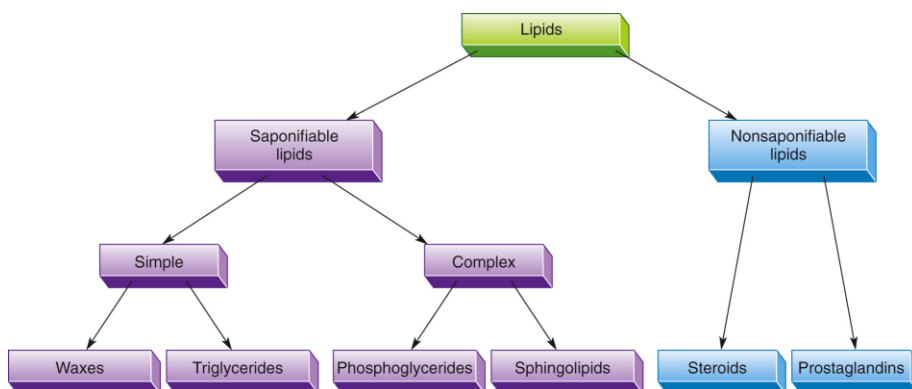 Lipids
Saponifiable
lipids
Nonsaponifiable
lipids
Simple
Complex
Waxes
Triglycerides
Phosphoglycerides
Sphingolipids
Steroids
Prostaglandins